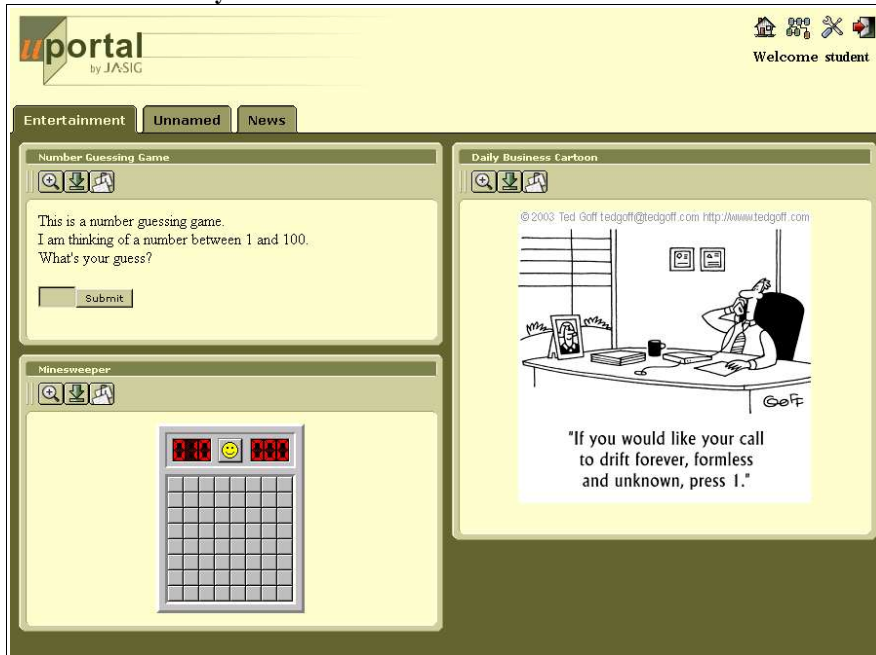 uportal
by JA-SIG
Welcome student
Entertainment
Unnamed
News
Number Guessing Game
This is a number guessing game.
I am thinking of a number between 1 and 100.
What's your guess?
Submit
Minesweeper
010 000
Daily Business Cartoon
© 2003 Ted Goff tedgoff@tedgoff.com http://www.tedgoff.com
GOFF
"If you would like your call
to drift forever, formless
and unknown, press 1."